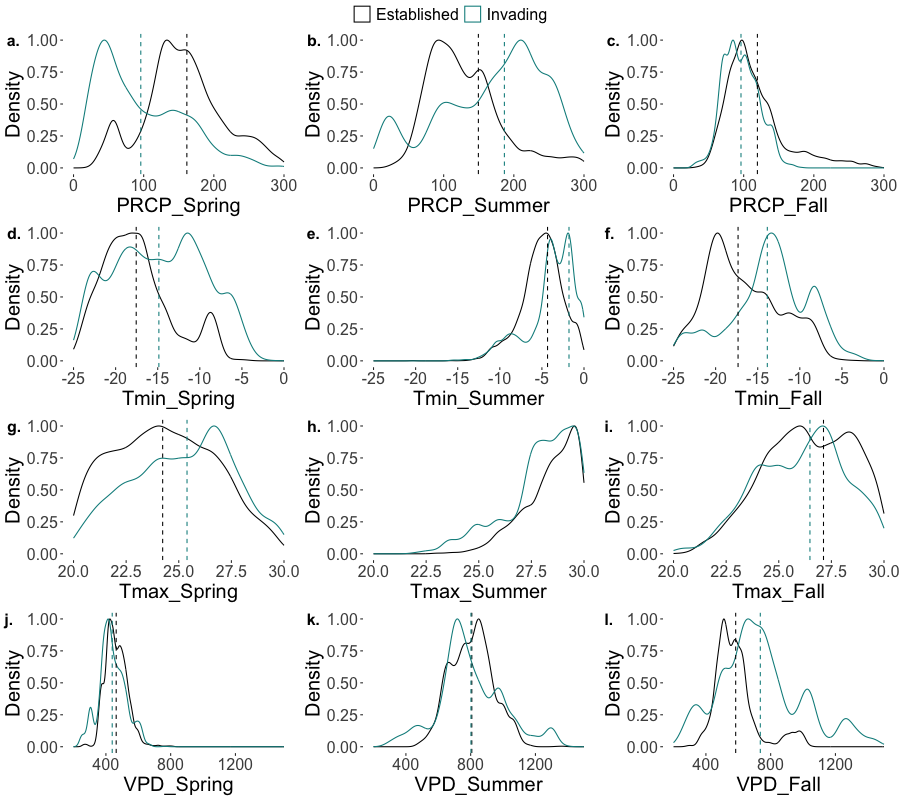 Established Invading
a. b. c.
1.00 1.00 1.00
0.75 0.75 0.75
0.50 0.50 0.50
0.25 0.25 0.25
0.00 0.00 0.00
Density Density Density
0 100 200 300 0 100 200 300 0 100 200 300
PRCP_Spring PRCP_Summer PRCP_Fall
d. e. f.
1.00 1.00 1.00
0.75 0.75 0.75
0.50 0.50 0.50
0.25 0.25 0.25
0.00 0.00 0.00
Density Density Density
-25 -20 -15 -10 -5 0 -25 -20 -15 -10 -5 0 -25 -20 -15 -10 -5 0
Tmin_Spring Tmin_Summer Tmin_Fall
g. h. i.
1.00 1.00 1.00
0.75 0.75 0.75
0.50 0.50 0.50
0.25 0.25 0.25
0.00 0.00 0.00
Density Density Density
20.0 22.5 25.0 27.5 30.0 20.0 22.5 25.0 27.5 30.0 20.0 22.5 25.0 27.5 30.0
Tmax_Spring Tmax_Summer Tmax_Fall
j. k. l.
1.00 1.00 1.00
0.75 0.75 0.75
0.50 0.50 0.50
0.25 0.25 0.25
0.00 0.00 0.00
Density Density Density
400 800 1200 400 800 1200 400 800 1200
VPD_Spring VPD_Summer VPD_Fall